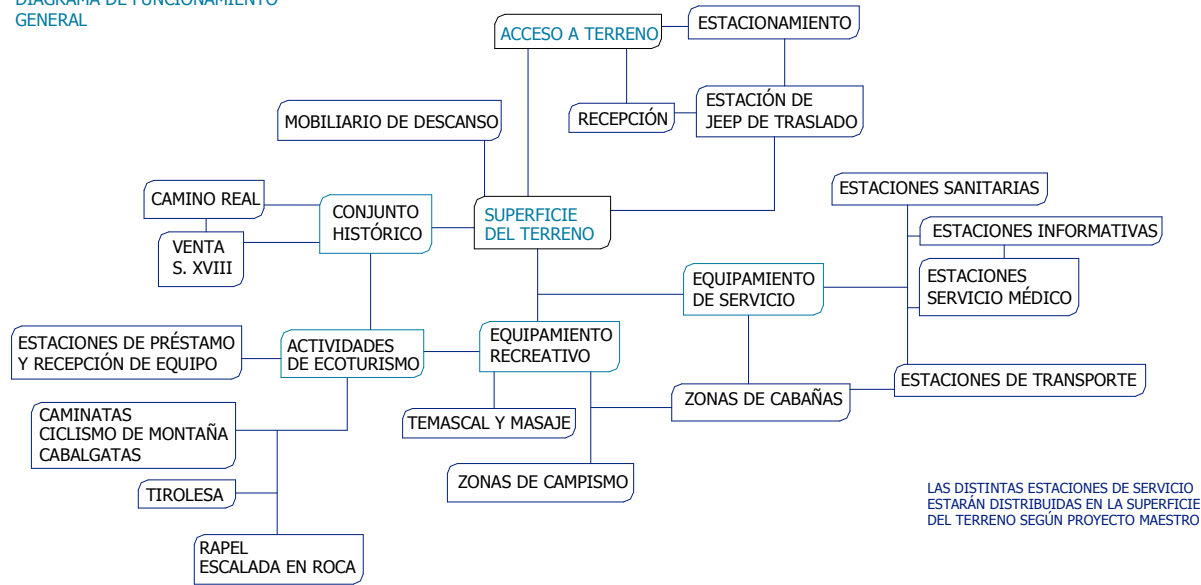 DIAGRAMA DE FUNCIONAMIENTO
GENERAL
ACCESO A TERRENO
ESTACIONAMIENTO
MOBILIARIO DE DESCANSO
RECEPCIÓN
ESTACIÓN DE
JEEP DE TRASLADO
CAMINO REAL
VENTA
S. XVIII
CONJUNTO
HISTÓRICO
SUPERFICIE
DEL TERRENO
ESTACIONES SANITARIAS
ESTACIONES INFORMATIVAS
ESTACIONES
SERVICIO MÉDICO
EQUIPAMIENTO
DE SERVICIO
ESTACIONES DE PRÉSTAMO
Y RECEPCIÓN DE EQUIPO
ACTIVIDADES
DE ECOTURISMO
EQUIPAMIENTO
RECREATIVO
ESTACIONES DE TRANSPORTE
ZONAS DE CABAÑAS
TEMASCAL Y MASAJE
CAMINATAS
CICLISMO DE MONTAÑA
CABALGATAS
ZONAS DE CAMPISMO
TIROLESA
RAPEL
ESCALADA EN ROCA
LAS DISTINTAS ESTACIONES DE SERVICIO
ESTARÁN DISTRIBUIDAS EN LA SUPERFICIE
DEL TERRENO SEGÚN PROYECTO MAESTRO